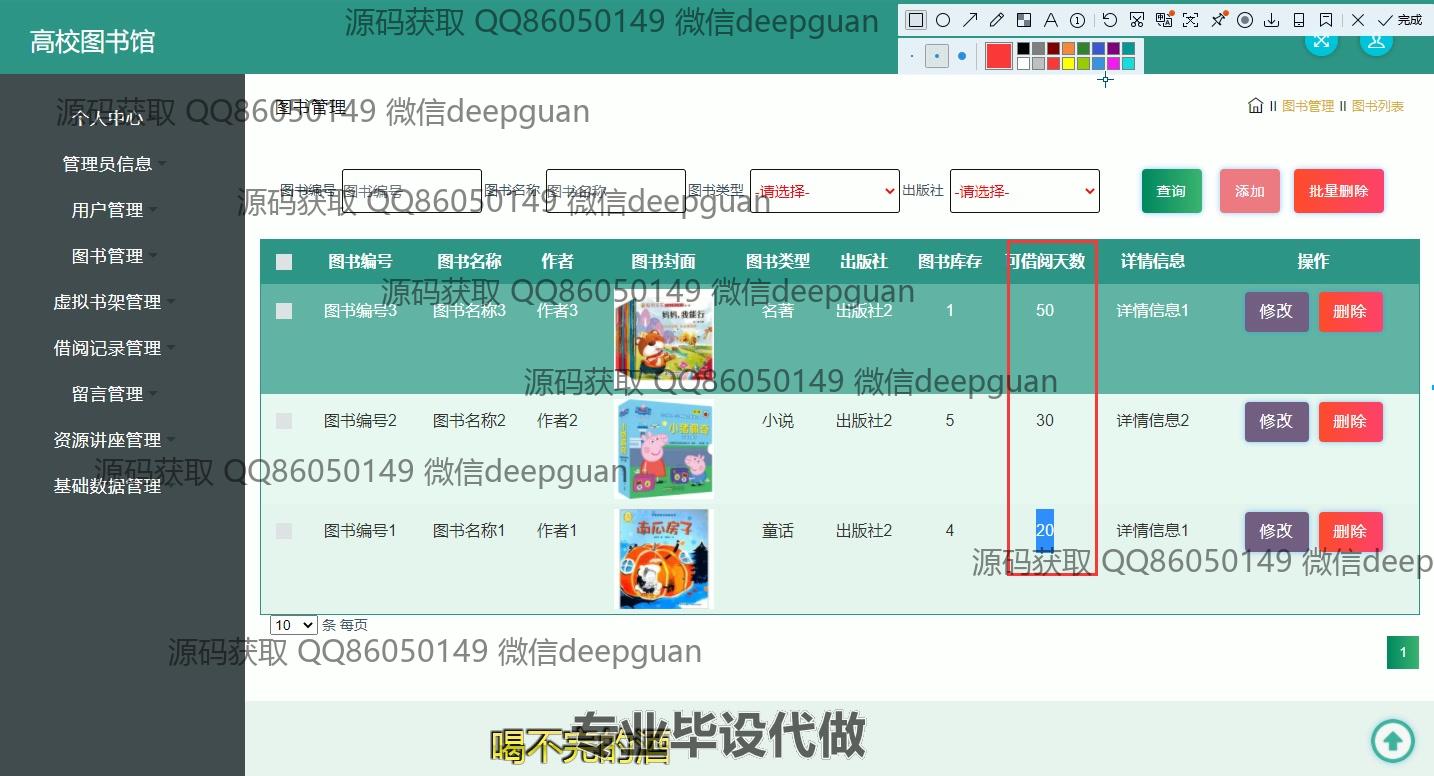 高校图书馆
源码获取 QQ86050149 微信deepguan
完成
个人中心
管理员信息
用户管理
图书管理
虚拟书架管理
借阅记录管理
留言管理
资源讲座管理
基础数据管理
源码获取 QQ86050149 微信deepguan
图书管理
图书管理 图书列表
图书编号 图书编号 图书名称 图书名称 图书类型 -请选择- 出版社 -请选择- 查询 添加 批量删除
源码获取 QQ86050149 微信deepguan
图书编号 图书名称 作者 图书封面 图书类型 出版社 图书库存 可借阅天数 详情信息 操作
源码获取 QQ86050149 微信deepguan
图书编号3 图书名称3 作者3 名著 出版社2 1 50 详情信息1 修改 删除
妈妈,我能行
源码获取 QQ86050149 微信deepguan
图书编号2 图书名称2 作者2 小说 出版社2 5 30 详情信息2 修改 删除
源码获取 QQ86050149 微信deepguan
图书编号1 图书名称1 作者1 童话 出版社2 4 20 详情信息1 修改 删除
南瓜房子
源码获取 QQ86050149 微信deep
10 条 每页
源码获取 QQ86050149 微信deepguan
1
专业毕设代做
喝不完的酒